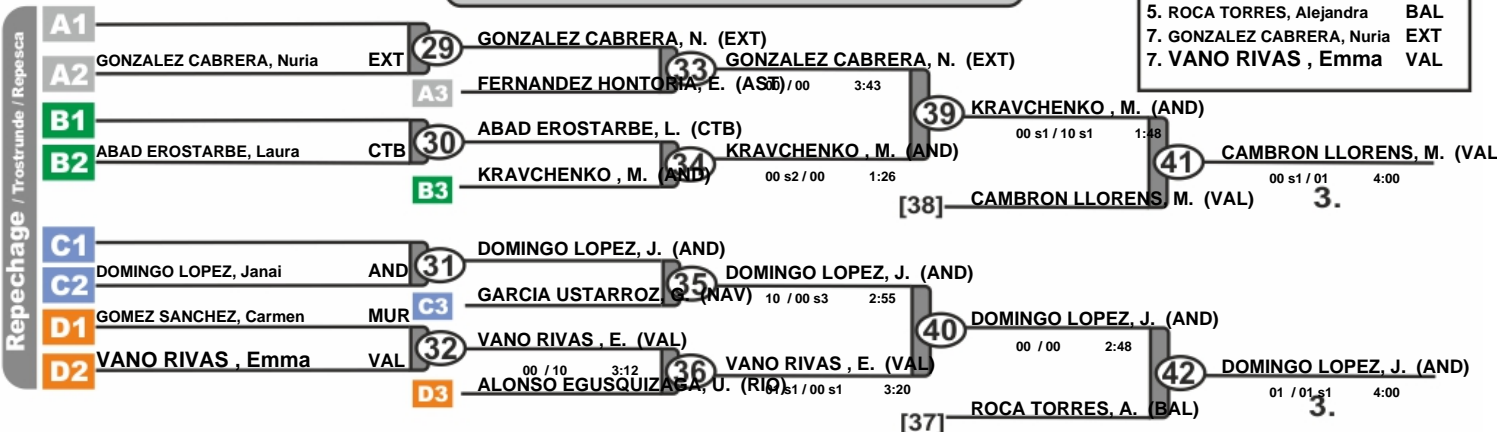 5. ROCA TORRES, Alejandra BAL
7. GONZALEZ CABRERA, Nuria EXT
7. VANO RIVAS , Emma VAL
Repechage / Trostrunde / Repesca
A1
GONZALEZ CABRERA, Nuria EXT
A2
29
GONZALEZ CABRERA, N. (EXT)
A3
FERNANDEZ HONTORIA, E. (AST)
33
GONZALEZ CABRERA, N. (EXT)
/ 00 3:43
B1
ABAD EROSTARBE, Laura CTB
B2
30
ABAD EROSTARBE, L. (CTB)
B3
KRAVCHENKO , M. (AND)
34
KRAVCHENKO , M. (AND)
00 s2 / 00 1:26
39
KRAVCHENKO , M. (AND)
00 s1 / 10 s1 1:48
[38]
CAMBRON LLORENS, M. (VAL)
41
CAMBRON LLORENS, M. (VAL
00 s1 / 01 4:00
3.
C1
DOMINGO LOPEZ, Janai AND
C2
31
DOMINGO LOPEZ, J. (AND)
C3
GARCIA USTARROZ, G. (NAV)
35
DOMINGO LOPEZ, J. (AND)
10 / 00 s3 2:55
D1
GOMEZ SANCHEZ, Carmen MUR
D2
VANO RIVAS , Emma VAL
32
VANO RIVAS , E. (VAL)
00 / 10 3:12
D3
ALONSO EGUSQUIZAGA, U. (RIO)
36
VANO RIVAS , E. (VAL)
01 s1 / 00 s1 3:20
40
DOMINGO LOPEZ, J. (AND)
00 / 00 2:48
[37]
ROCA TORRES, A. (BAL)
42
DOMINGO LOPEZ, J. (AND)
01 / 01 s1 4:00
3.